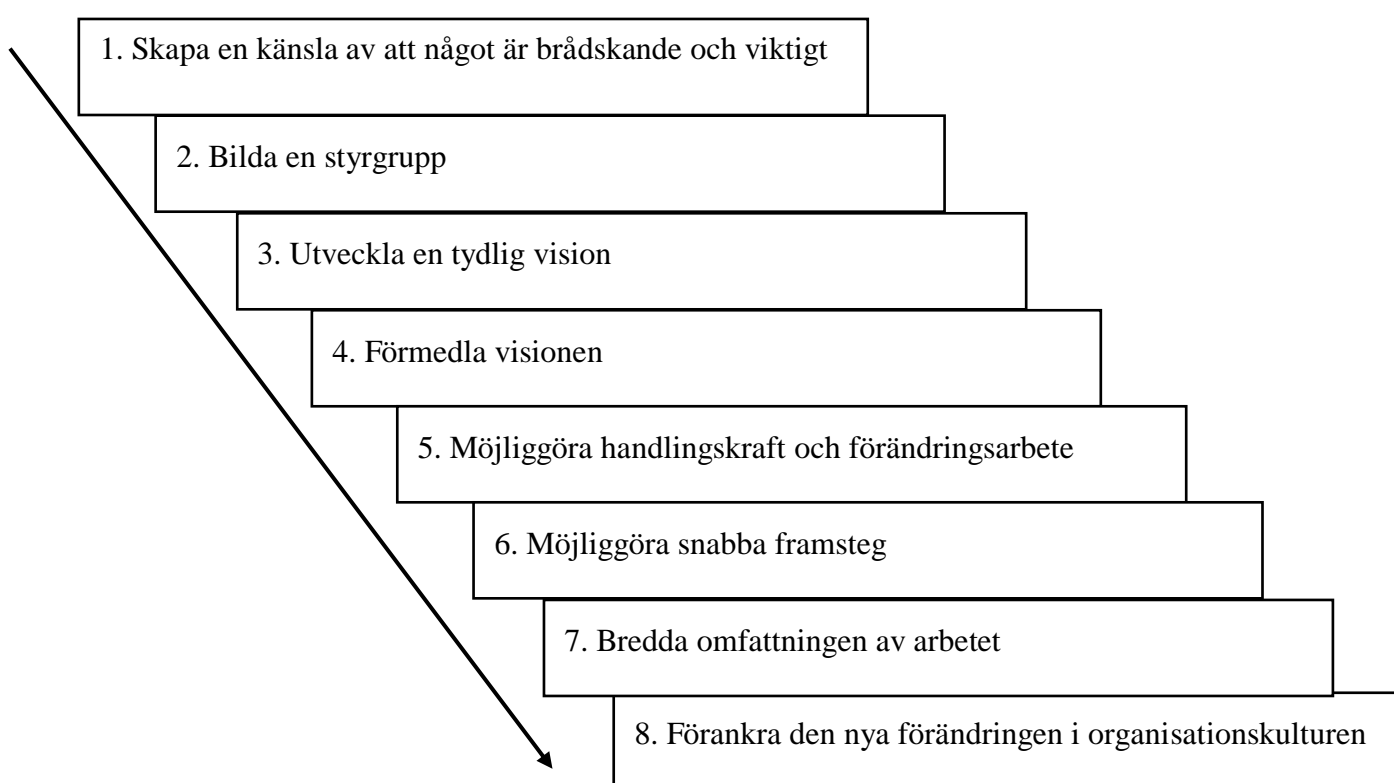 1. Skapa en känsla av att något är brådskande och viktigt
2. Bilda en styrgrupp
3. Utveckla en tydlig vision
4. Förmedla visionen
5. Möjliggöra handlingskraft och förändringsarbete
6. Möjliggöra snabba framsteg
7. Bredda omfattningen av arbetet
8. Förankra den nya förändringen i organisationskulturen